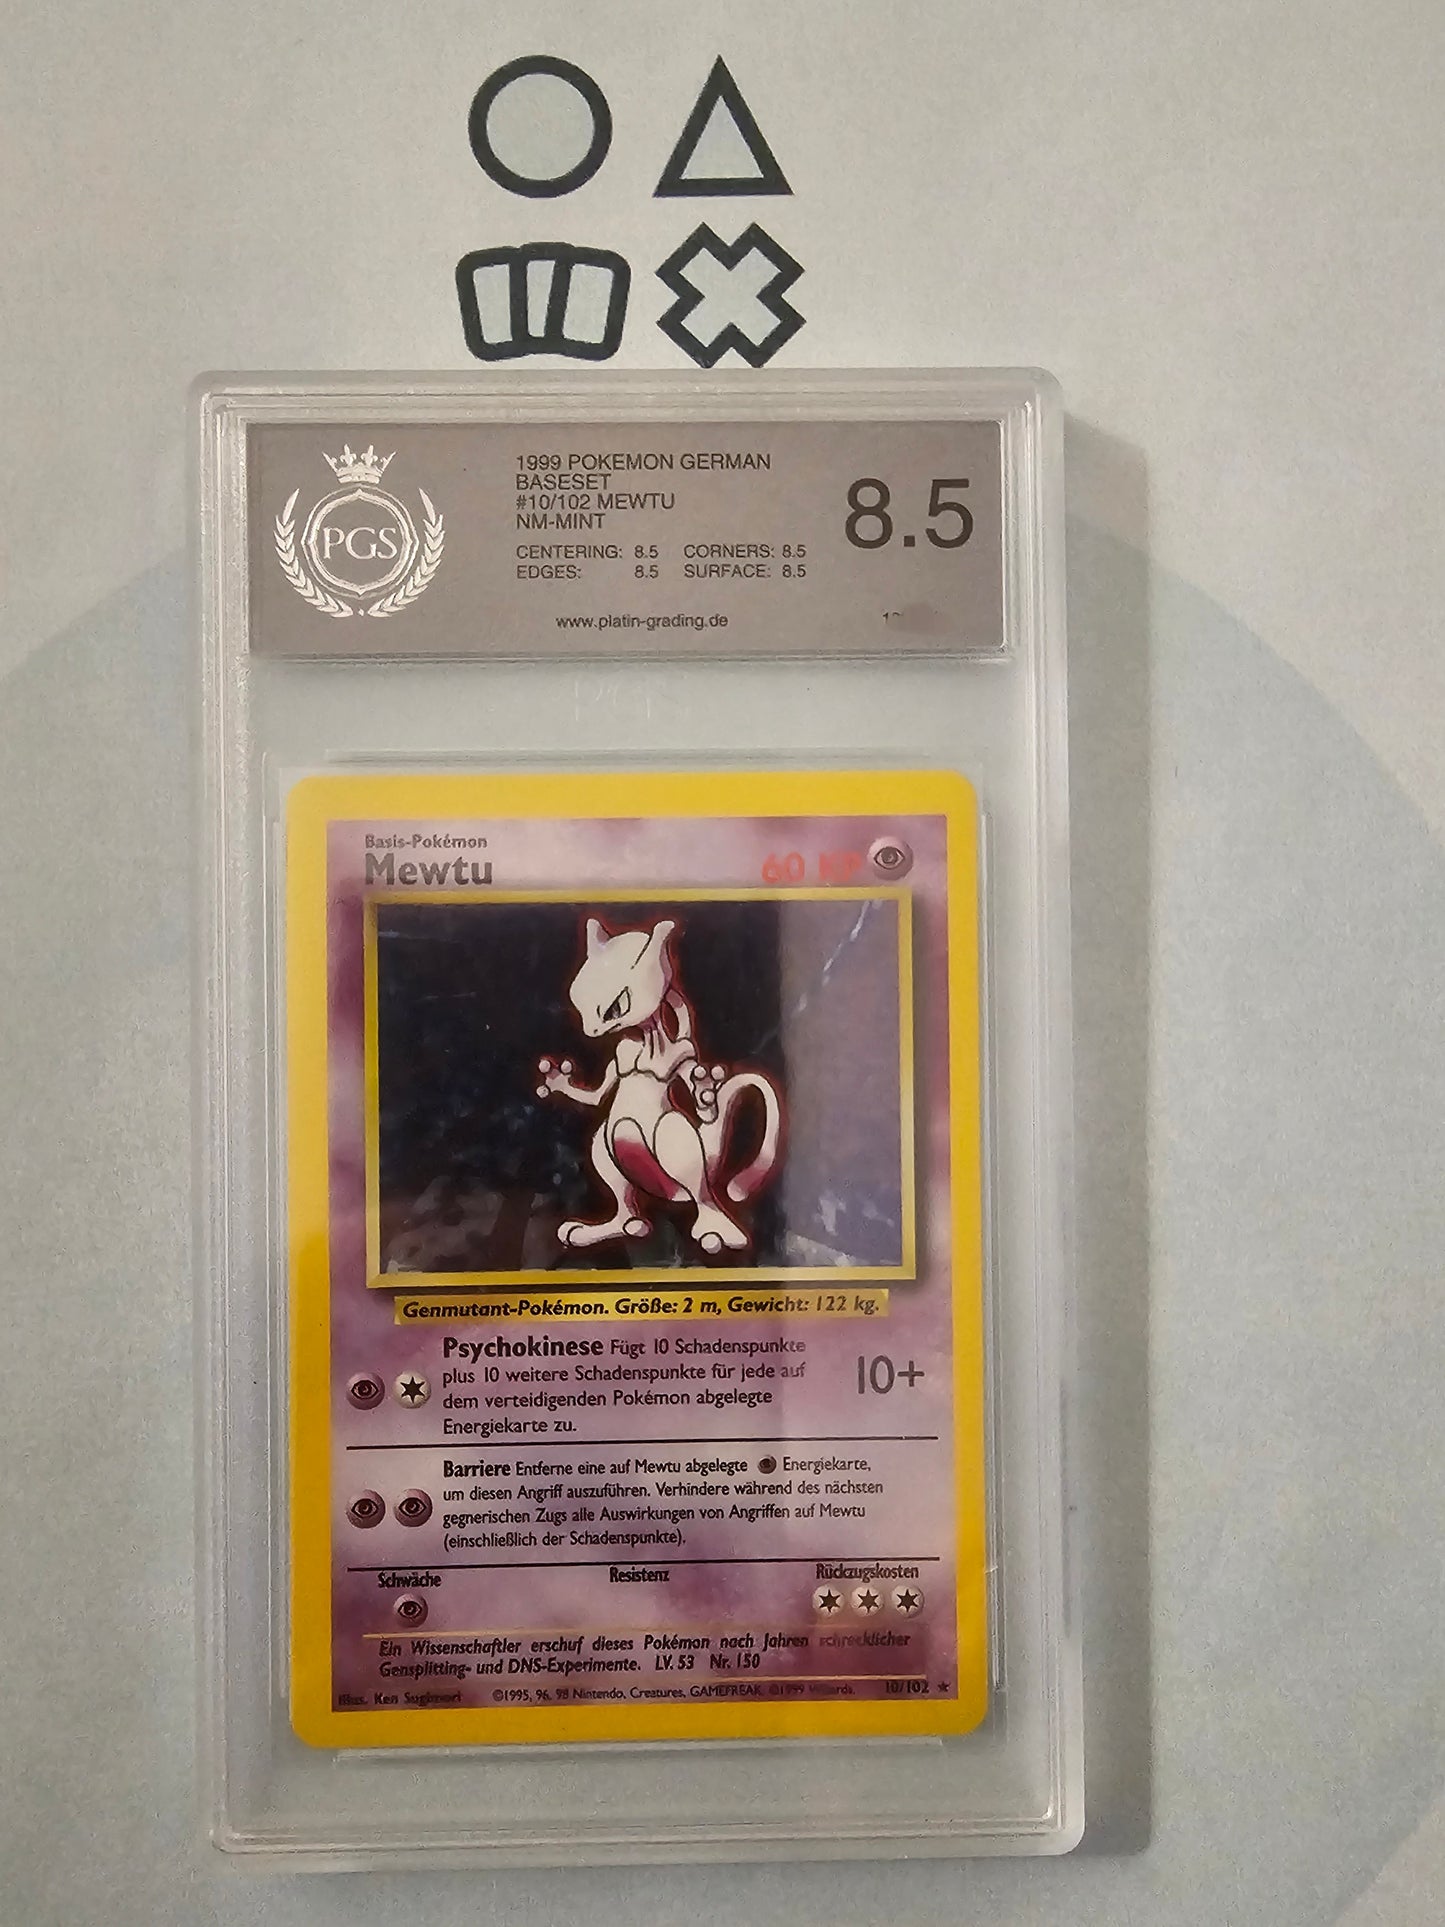 PGS
1999 POKEMON GERMAN
BASESET
#10/102 MEWTU
NM-MINT
CENTERING: 8.5 CORNERS: 8.5
EDGES: 8.5 SURFACE: 8.5
8.5
www.platin-grading.de
Basis-Pokémon
Mewtu
60 KP
Genmutant-Pokémon. Größe: 2 m, Gewicht: 122 kg.
Psychokinese Fügt 10 Schadenspunkte
plus 10 weitere Schadenspunkte für jede auf
dem verteidigenden Pokémon abgelegte
Energiekarte zu.
10+
Barriere Entferne eine auf Mewtu abgelegte Energiekarte,
um diesen Angriff auszuführen. Verhindere während des nächsten
gegnerischen Zugs alle Auswirkungen von Angriffen auf Mewtu
(einschließlich der Schadenspunkte).
Schwäche Resistenz Rückzugskosten
Ein Wissenschaftler erschuf dieses Pokémon nach Jahren schrecklicher
Gensplitting- und DNS-Experimente. LV. 53 Nr. 150
Illus. Ken Sugimori ©1995, 96, 98 Nintendo, Creatures, GAMEFREAK. ©1999 Wizards. 10/102